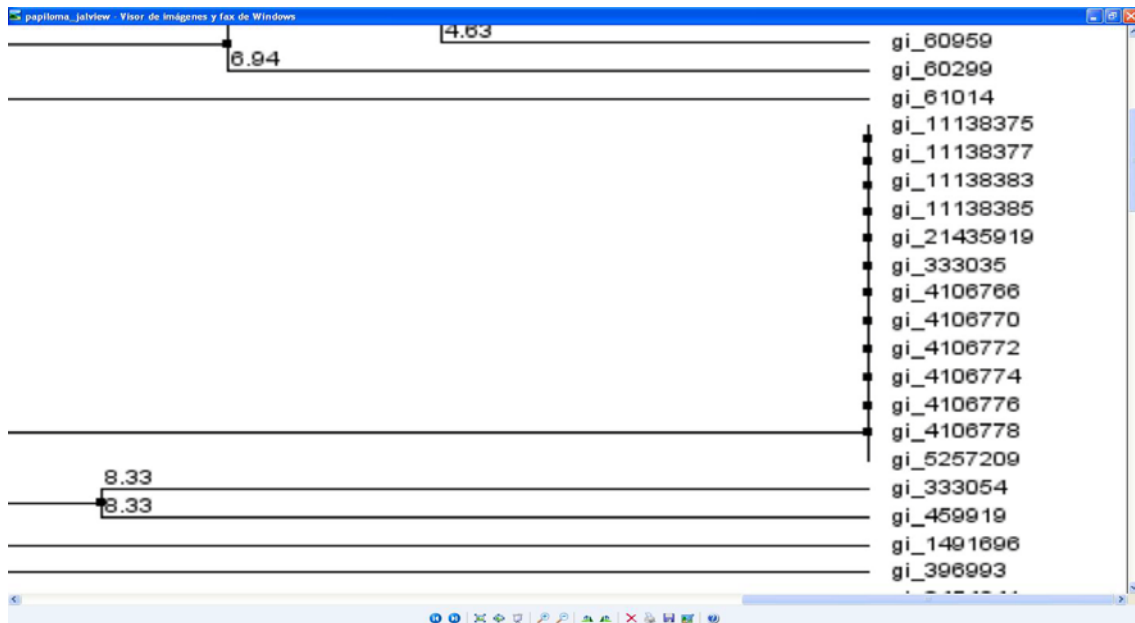 papiloma_jalview - Visor de imágenes y fax de Windows
4.63
gi_60959
6.94
gi_60299
gi_61014
gi_11138375
gi_11138377
gi_11138383
gi_11138385
gi_21435919
gi_333035
gi_4106766
gi_4106770
gi_4106772
gi_4106774
gi_4106776
gi_4106778
gi_5257209
8.33
gi_333054
8.33
gi_459919
gi_1491696
gi_396993